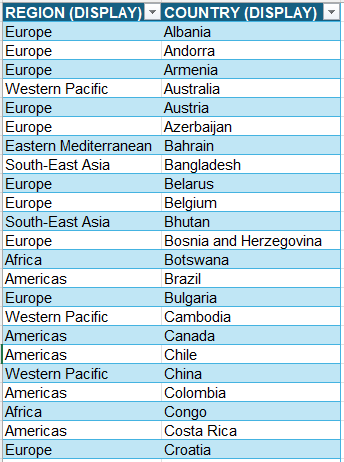 REGION (DISPLAY) COUNTRY (DISPLAY)
Europe Albania
Europe Andorra
Europe Armenia
Western Pacific Australia
Europe Austria
Europe Azerbaijan
Eastern Mediterranean Bahrain
South-East Asia Bangladesh
Europe Belarus
Europe Belgium
South-East Asia Bhutan
Europe Bosnia and Herzegovina
Africa Botswana
Americas Brazil
Europe Bulgaria
Western Pacific Cambodia
Americas Canada
Americas Chile
Western Pacific China
Americas Colombia
Africa Congo
Americas Costa Rica
Europe Croatia